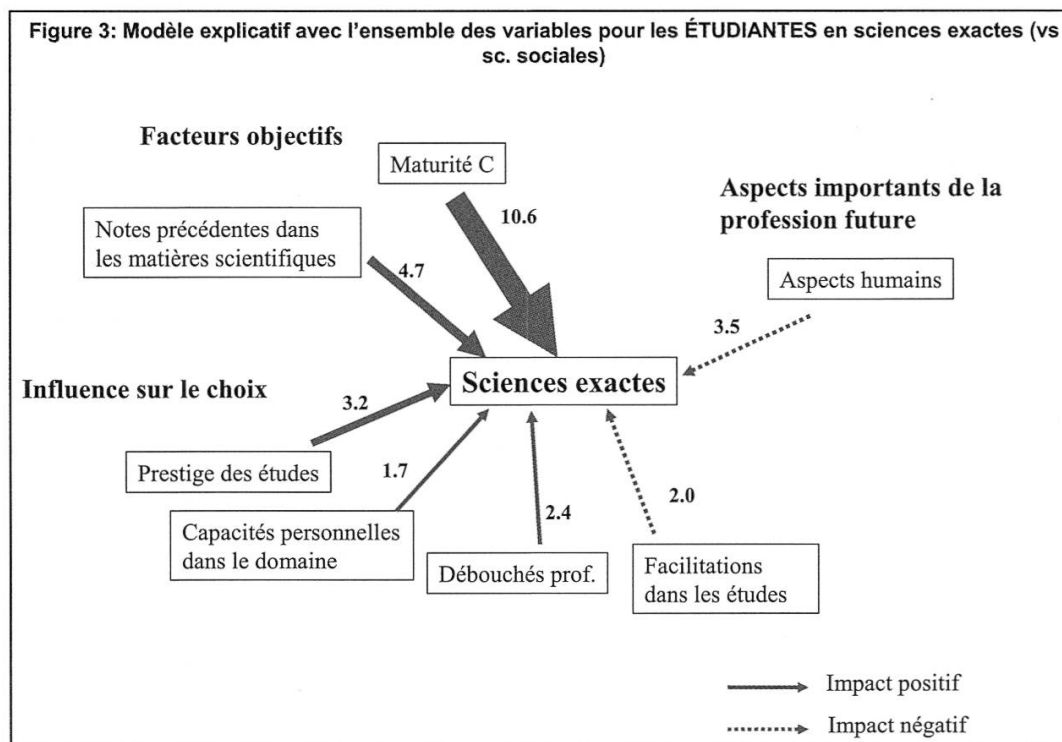 Figure 3: Modèle explicatif avec l'ensemble des variables pour les ÉTUDIANTES en sciences exactes (vs
sc. sociales)
Facteurs objectifs
Maturité C
10.6
Aspects importants de la
profession future
Notes précédentes dans
les matières scientifiques
4.7
Aspects humains
3.5
Sciences exactes
Influence sur le choix
3.2
Prestige des études
1.7
Capacités personnelles
dans le domaine
2.4
Débouchés prof.
2.0
Facilitations
dans les études
Impact positif
Impact négatif